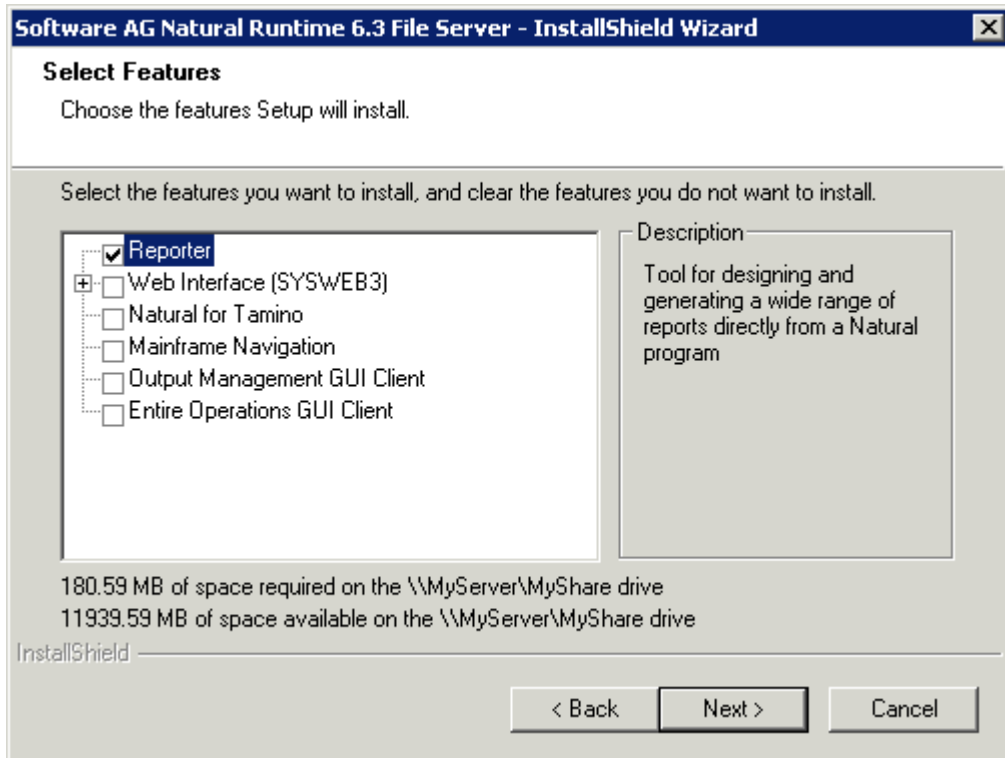 Software AG Natural Runtime 6.3 File Server - InstallShield Wizard
Select Features
Choose the features Setup will install.
Select the features you want to install, and clear the features you do not want to install.
Reporter
Web Interface (SYSWEB3)
Natural for Tamino
Mainframe Navigation
Output Management GUI Client
Entire Operations GUI Client
Description
Tool for designing and
generating a wide range of
reports directly from a Natural
program
180.59 MB of space required on the \\MyServer\MyShare drive
11939.59 MB of space available on the \\MyServer\MyShare drive
InstallShield
< Back
Next >
Cancel